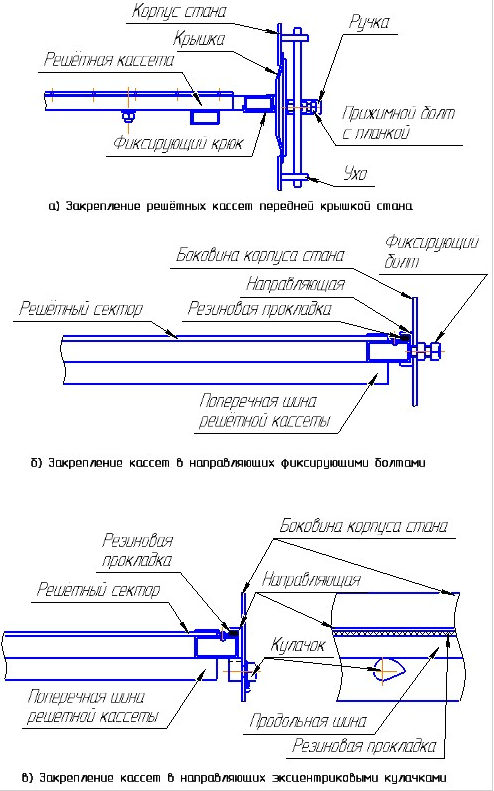 Корпус стана
Крышка
Ручка
Решётная кассета
Фиксирующий крюк
Прижимной болт
с планкой
Ухо
а) Закрепление решётных кассет передней крышкой стана
Фиксирующий
болт
Боковина корпуса стана
Направляющая
Резиновая прокладка
Решётный сектор
Поперечная шина
решётной кассеты
б) Закрепление кассет в направляющих фиксирующими болтами
Боковина корпуса стана
Резиновая
прокладка
Решетный сектор
Направляющая
Кулачок
Поперечная шина
решетной кассеты
Продольная шина
Резиновая прокладка
в) Закрепление кассет в направляющих эксцентриковыми кулачками